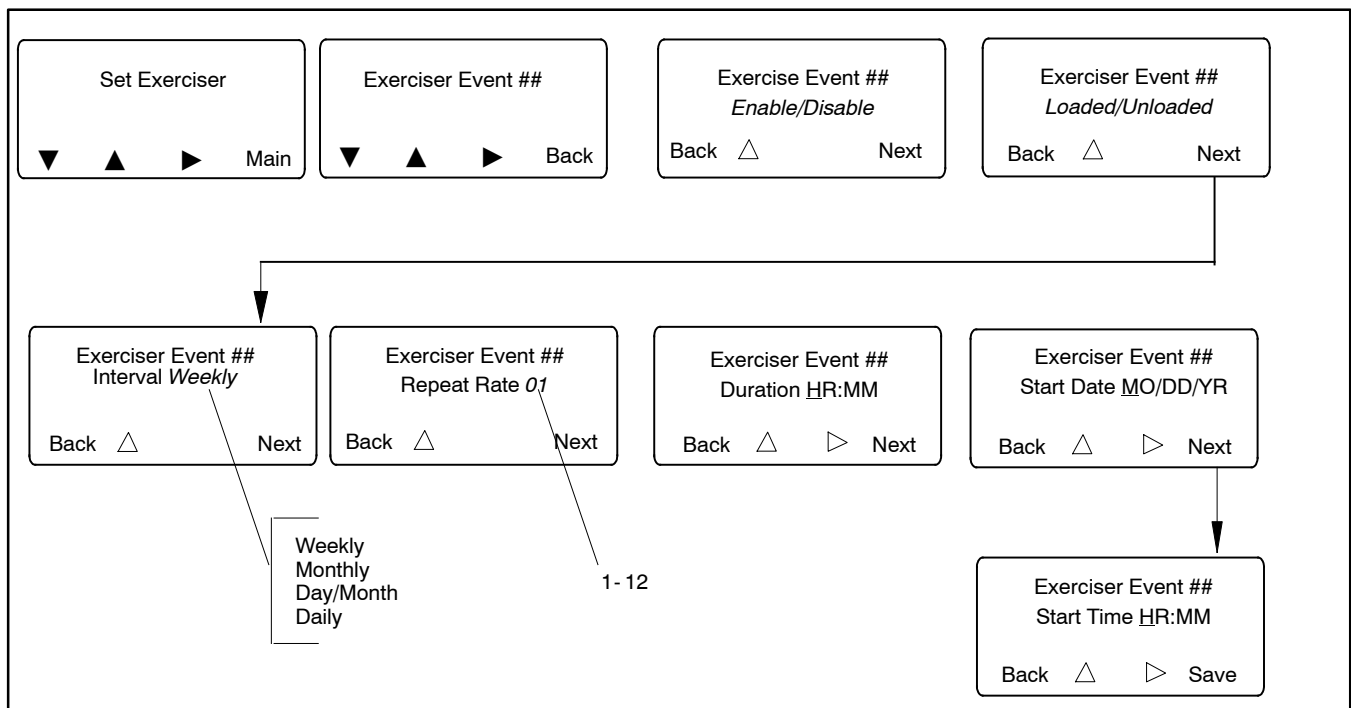 Set Exerciser
▼ ▲ ► Main
Exerciser Event ##
▼ ▲ ► Back
Exercise Event ##
Enable/Disable
Back △ Next
Exerciser Event ##
Loaded/Unloaded
Back △ Next
Exerciser Event ##
Interval Weekly
Back △ Next
Weekly
Monthly
Day/Month
Daily
Exerciser Event ##
Repeat Rate 01
Back △ Next
1- 12
Exerciser Event ##
Duration HR:MM
Back △ ▷ Next
Exerciser Event ##
Start Date MO/DD/YR
Back △ ▷ Next
Exerciser Event ##
Start Time HR:MM
Back △ ▷ Save